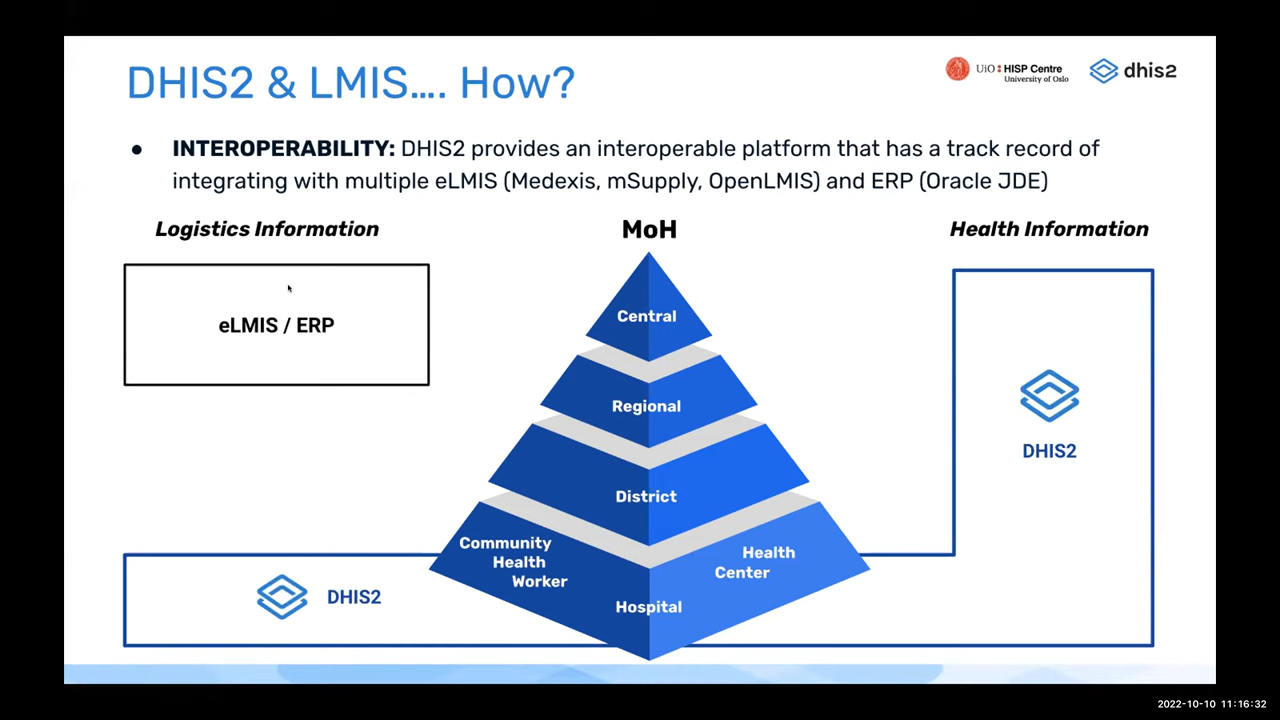 DHIS2 & LMIS.... How?
UiO HISP Centre
University of Oslo
dhis2
● INTEROPERABILITY: DHIS2 provides an interoperable platform that has a track record of
integrating with multiple eLMIS (Medexis, mSupply, OpenLMIS) and ERP (Oracle JDE)
Logistics Information
MoH
Health Information
eLMIS / ERP
Central
Regional
DHIS2
District
Community
Health
Worker
Health
Center
DHIS2
Hospital
2022-10-10 11:16:32